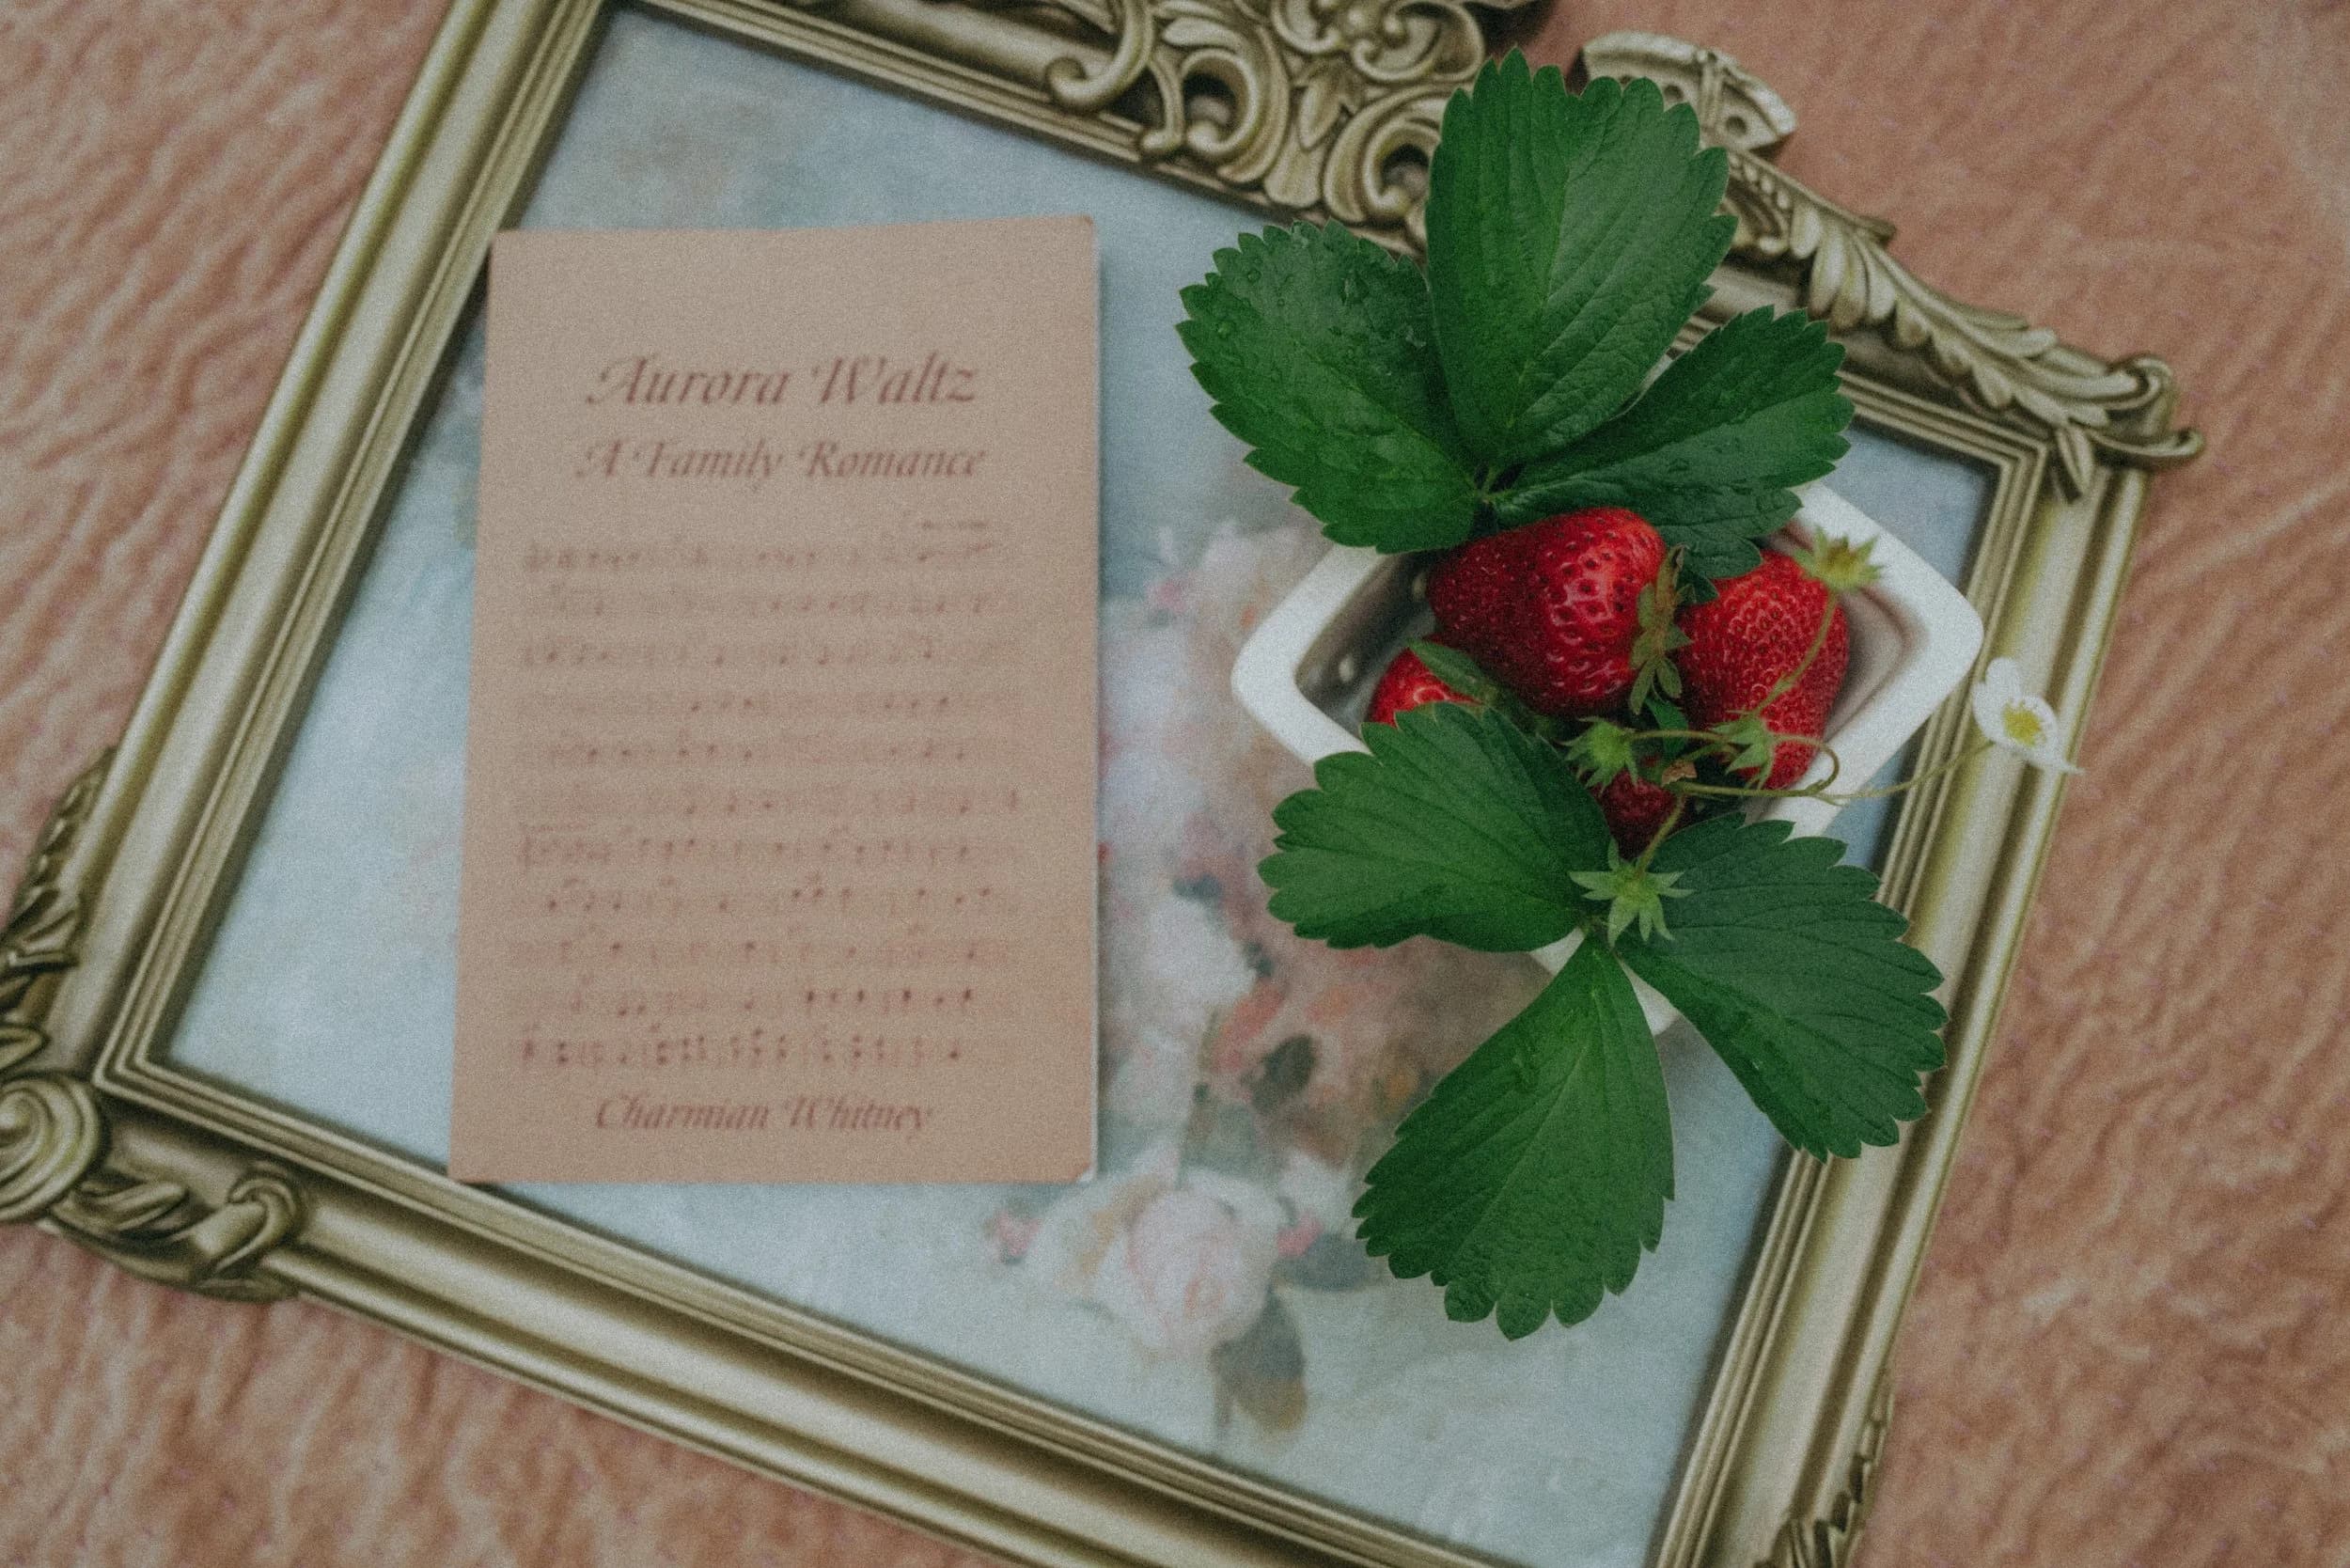 Aurora Waltz
A Family Romance
Charmian Whitney